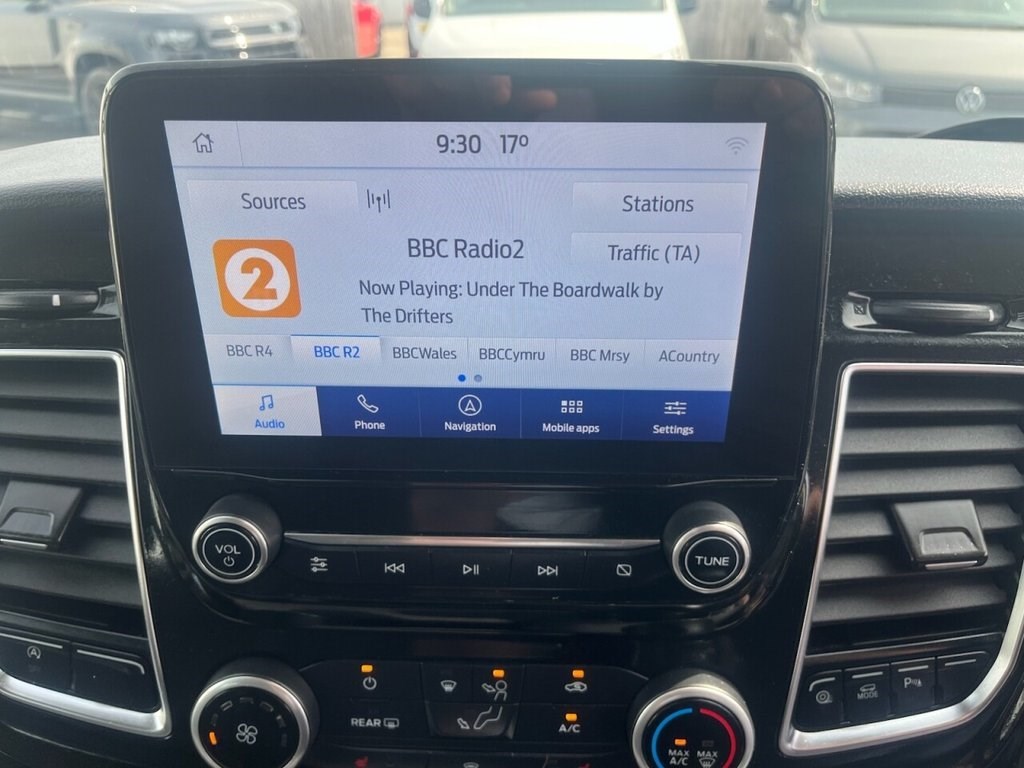 9:30 17°
Sources
Stations
2
BBC Radio2
Traffic (TA)
Now Playing: Under The Boardwalk by
The Drifters
BBC R4 BBC R2 BBCWales BBCCymru BBC Mrsy ACountry
Audio Phone Navigation Mobile apps Settings
VOL
TUNE
REAR
A/C
MAX
A/C
MAX
MODE
P